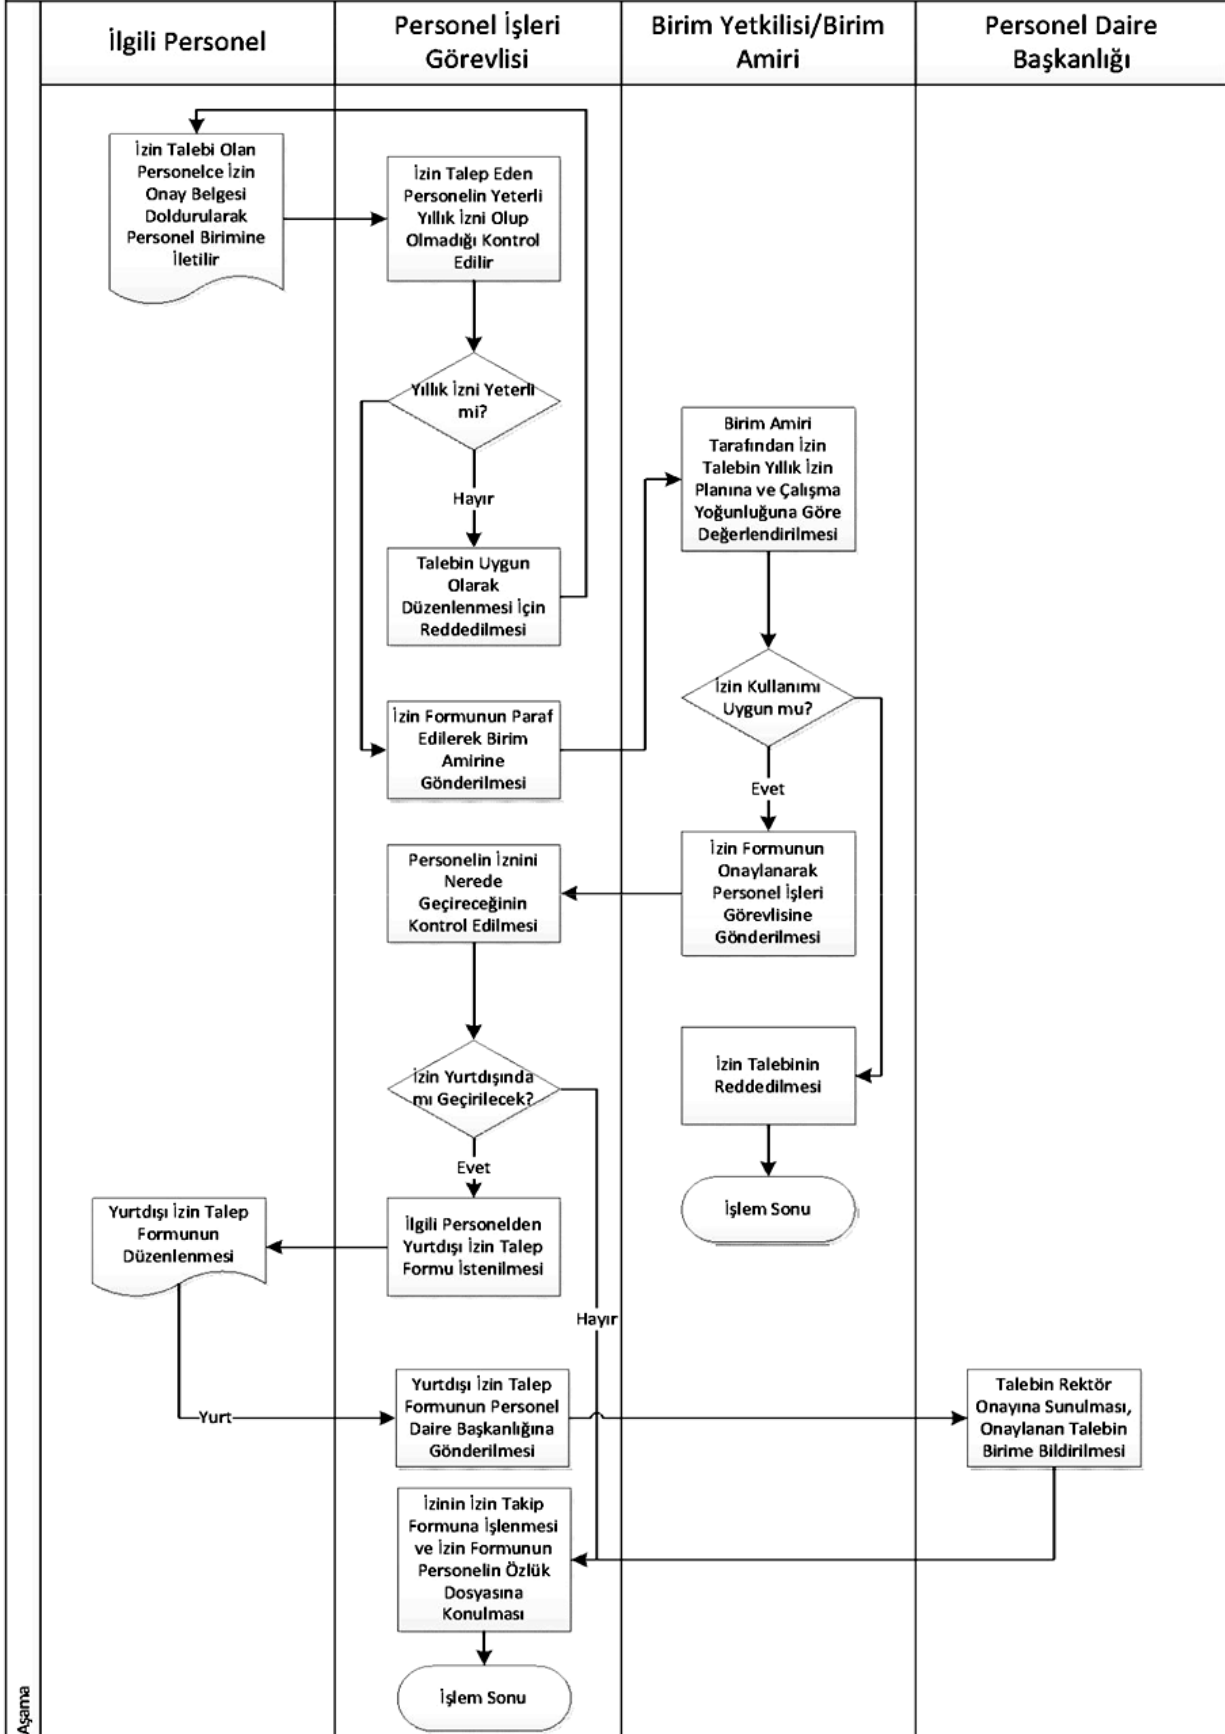 İlgili Personel
Personel İşleri
Görevlisi
Birim Yetkilisi/Birim
Amiri
Personel Daire
Başkanlığı
İzin Talebi Olan
Personelce İzin
Onay Belgesi
Doldurularak
Personel Birimine
İletilir
İzin Talep Eden
Personelin Yeterli
Yıllık İzni Olup
Olmadığı Kontrol
Edilir
Yıllık İzni Yeterli
mi?
Hayır
Talebin Uygun
Olarak
Düzenlenmesi İçin
Reddedilmesi
İzin Formunun Paraf
Edilerek Birim
Amirine
Gönderilmesi
Birim Amiri
Tarafından İzin
Talebin Yıllık İzin
Planına ve Çalışma
Yoğunluğuna Göre
Değerlendirilmesi
İzin Kullanımı
Uygun mu?
Evet
İzin Formunun
Onaylanarak
Personel İşleri
Görevlisine
Gönderilmesi
Personelin İznini
Nerede
Geçireceğinin
Kontrol Edilmesi
İzin Talebinin
Reddedilmesi
İşlem Sonu
İzin Yurtdışında
mı Geçirilecek?
Evet
İlgili Personelden
Yurtdışı İzin Talep
Formu İstenilmesi
Yurtdışı İzin Talep
Formunun
Düzenlenmesi
Hayır
Yurt
Yurtdışı İzin Talep
Formunun Personel
Daire Başkanlığına
Gönderilmesi
Talebin Rektör
Onayına Sunulması,
Onaylanan Talebin
Birime Bildirilmesi
İzinin İzin Takip
Formuna İşlenmesi
ve İzin Formunun
Personelin Özlük
Dosyasına
Konulması
İşlem Sonu
Aşama